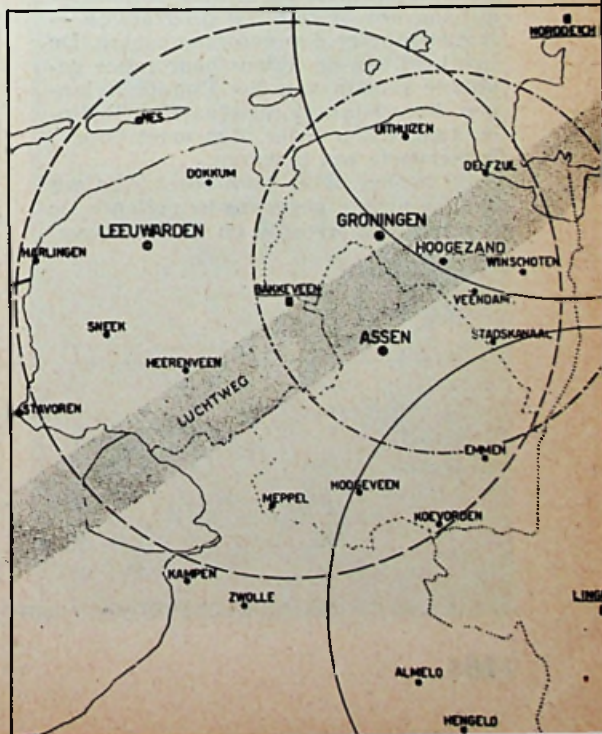 NORDDEICH
NES
UITHUIZEN
DOKKUM
DELFZIJL
GRONINGEN
LEEUWARDEN
HOOGEZAND
HARLINGEN
WINSCHOTEN
BAKKEVEEN
VEENDAM
SNEEK
STADSKANAAL
ASSEN
HEERENVEEN
LUCHTWEG
STAVOREN
EMMEN
HOOGEVEEN
MEPPEL
KOEVORDEN
KAMPEN
LINGE
ZWOLLE
ALMELO
HENGELO